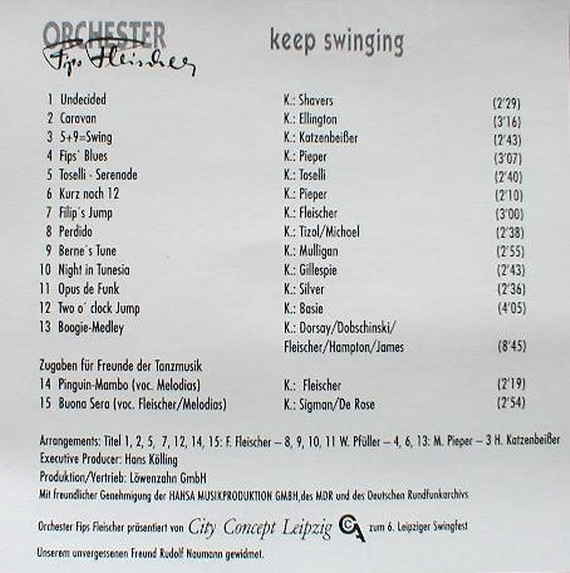 ORCHESTER keep swinging
Fips Fleischer
1 Undecided K.: Shavers (2'29)
2 Caravan K.: Ellington (3'16)
3 5+9=Swing K.: Katzenbeißer (2'43)
4 Fips' Blues K.: Pieper (3'07)
5 Toselli - Serenade K.: Toselli (2'40)
6 Kurz noch 12 K.: Pieper (2'10)
7 Filip's Jump K.: Fleischer (3'00)
8 Perdido K.: Tizol/Michael (2'38)
9 Berne's Tune K.: Mulligan (2'55)
10 Night in Tunesia K.: Gillespie (2'43)
11 Opus de Funk K.: Silver (2'36)
12 Two o' clock Jump K.: Basie (4'05)
13 Boogie-Medley K.: Dorsay/Dobschinski/
Fleischer/Hampton/James (8'45)
Zugaben für Freunde der Tanzmusik
14 Pinguin-Mambo (voc. Melodias) K.: Fleischer (2'19)
15 Buona Sera (voc. Fleischer/Melodias) K.: Sigman/De Rose (2'54)
Arrangements: Titel 1, 2, 5, 7, 12, 14, 15: F. Fleischer – 8, 9, 10, 11 W. Pfüller – 4, 6, 13: M. Pieper – 3 H. Katzenbeißer
Executive Producer: Hans Kölling
Produktion/Vertrieb: Löwenzahn GmbH
Mit freundlicher Genehmigung der HANSA MUSIKPRODUKTION GMBH,des MDR und des Deutschen Rundfunkarchivs
Orchester Fips Fleischer präsentiert von City Concept Leipzig CCA zum 6. Leipziger Swingfest
Unserem unvergessenen Freund Rudolf Naumann gewidmet.